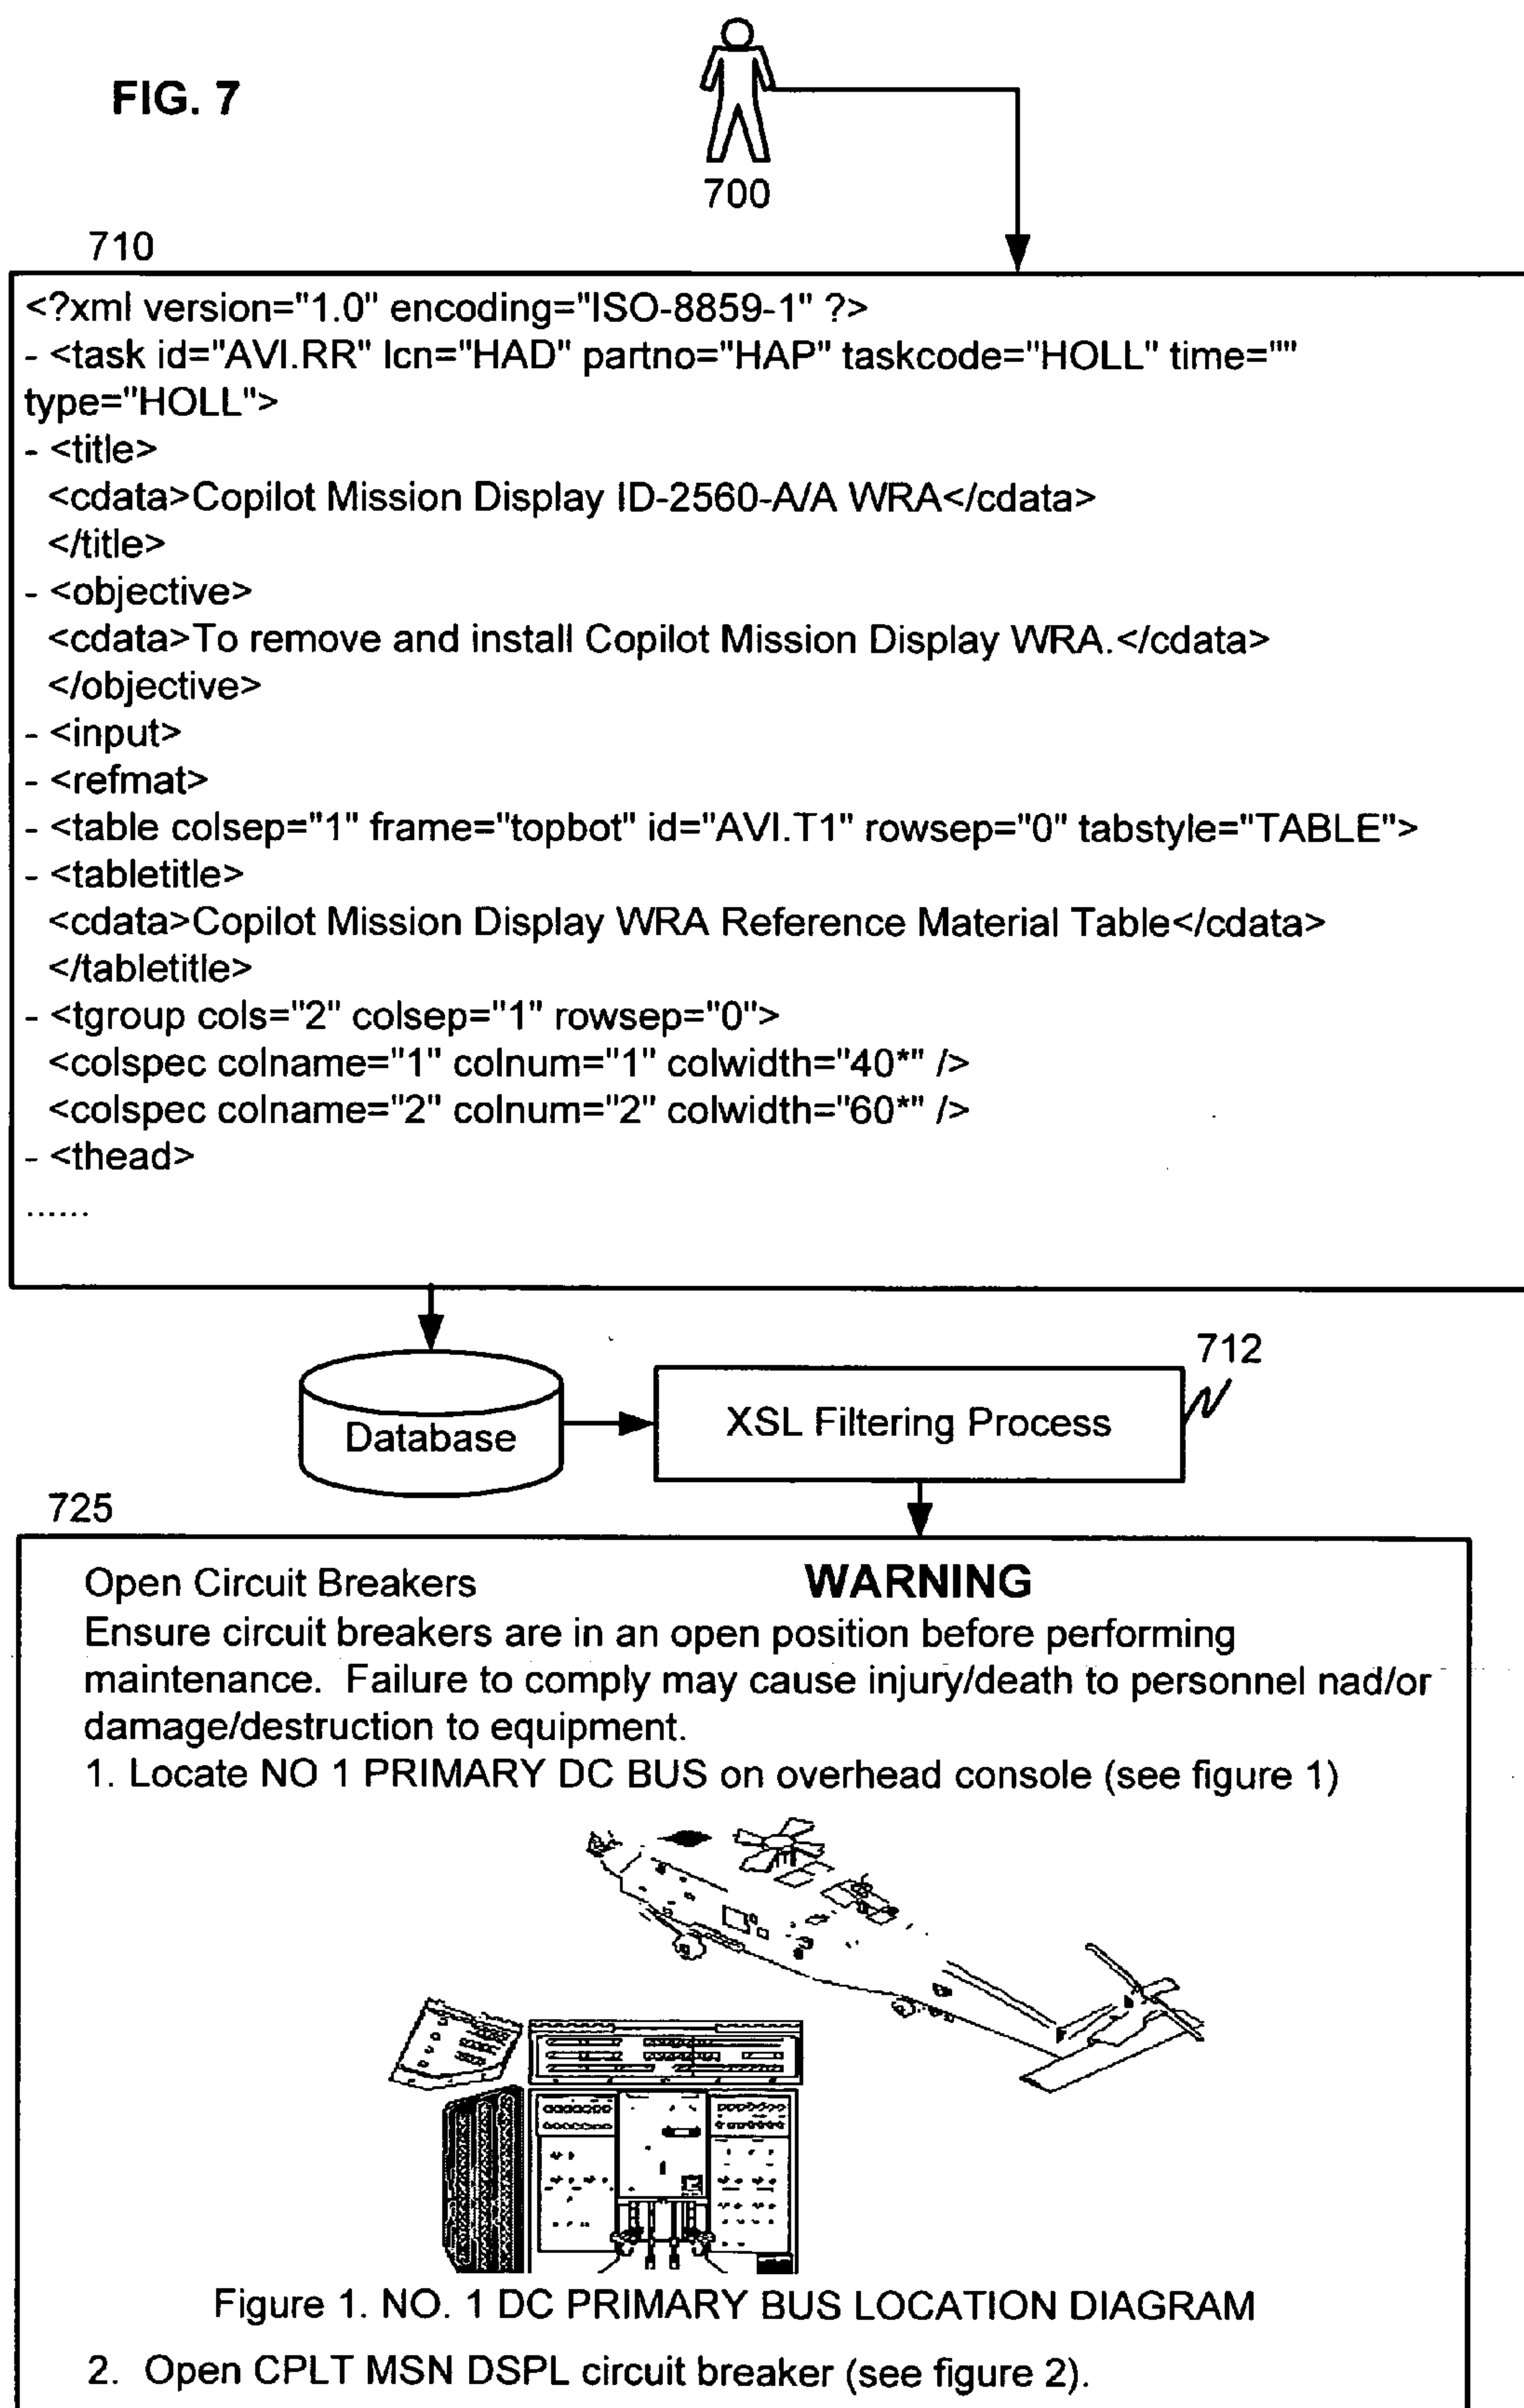 FIG. 7
700
710
<?xml version="1.0" encoding="ISO-8859-1" ?>
- <task id="AVI.RR" lcn="HAD" partno="HAP" taskcode="HOLL" time=""
type="HOLL">
- <title>
<cdata>Copilot Mission Display ID-2560-A/A WRA</cdata>
</title>
- <objective>
<cdata>To remove and install Copilot Mission Display WRA.</cdata>
</objective>
- <input>
- <refmat>
- <table colsep="1" frame="topbot" id="AVI.T1" rowsep="0" tabstyle="TABLE">
- <tabletitle>
<cdata>Copilot Mission Display WRA Reference Material Table</cdata>
</tabletitle>
- <tgroup cols="2" colsep="1" rowsep="0">
<colspec colname="1" colnum="1" colwidth="40*" />
<colspec colname="2" colnum="2" colwidth="60*" />
- <thead>
......
712
Database
XSL Filtering Process
725
Open Circuit Breakers WARNING
Ensure circuit breakers are in an open position before performing
maintenance. Failure to comply may cause injury/death to personnel nad/or
damage/destruction to equipment.
1. Locate NO 1 PRIMARY DC BUS on overhead console (see figure 1)
Figure 1. NO. 1 DC PRIMARY BUS LOCATION DIAGRAM
2. Open CPLT MSN DSPL circuit breaker (see figure 2).